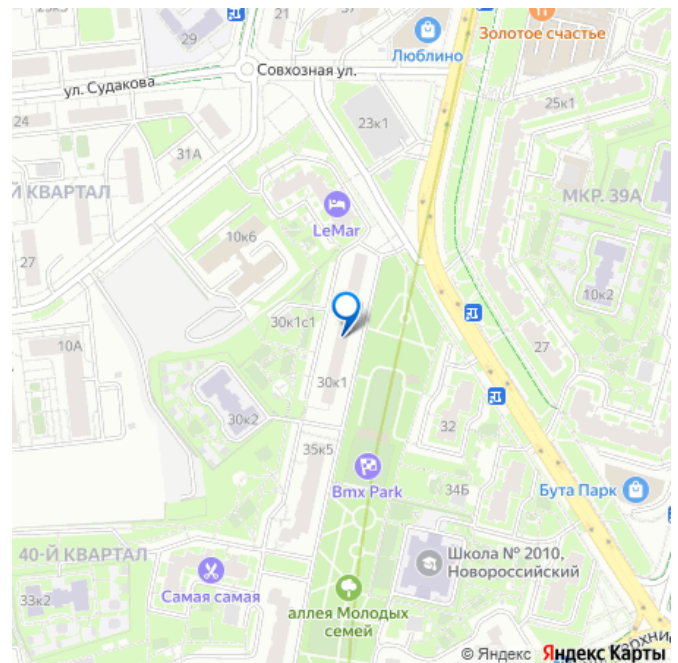 21
29
Люблино
Золотое счастье
Совхозная ул.
ул. Судакова
25к1
24
23к1
31А
Й КВАРТАЛ
МКР. 39А
LeMar
10к6
27
10к2
30к1с1
10А
27
30к1
30к2
32
35к5
Bmx Park
34Б
Бута Парк
40-Й КВАРТАЛ
Школа № 2010,
Новороссийский
Самая самая
33к2
аллея Молодых
семей
© Яндекс Яндекс Карты